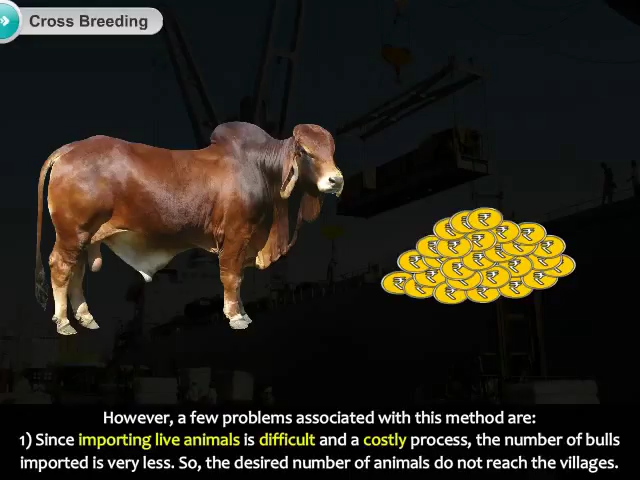 Cross Breeding
However, a few problems associated with this method are:
1) Since importing live animals is difficult and a costly process, the number of bulls
imported is very less. So, the desired number of animals do not reach the villages.